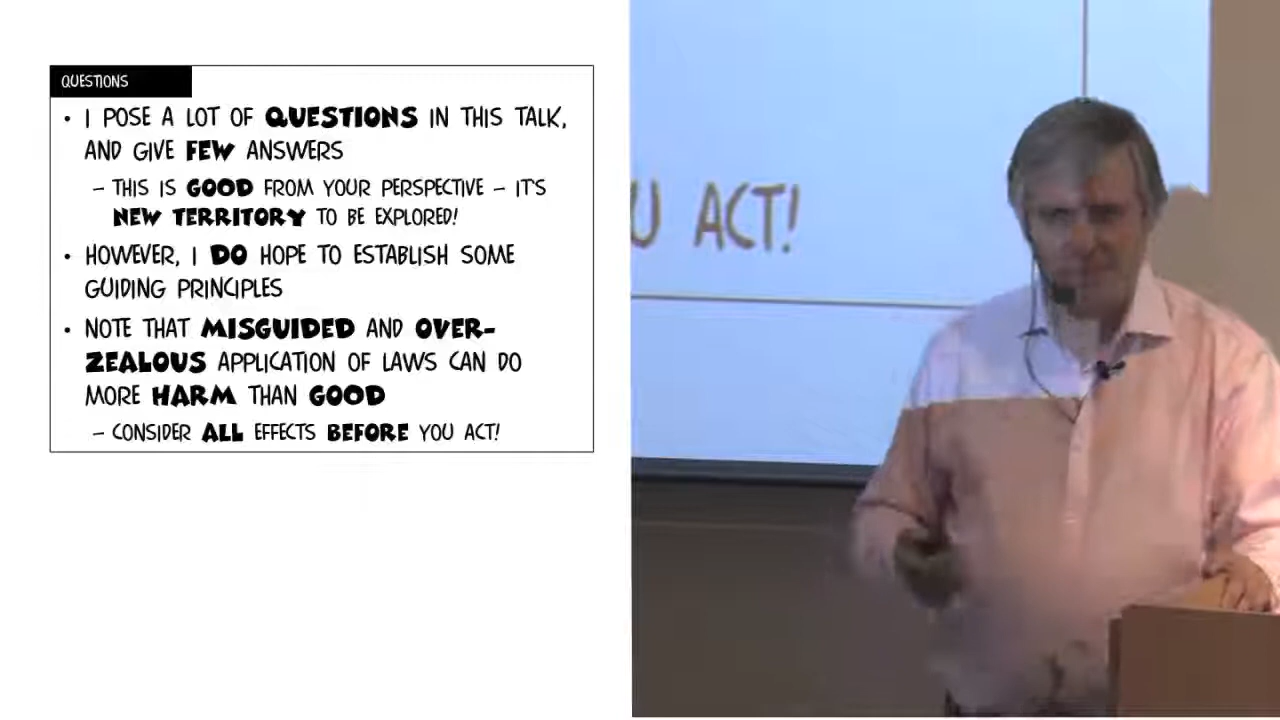 QUESTIONS
• I POSE A LOT OF QUESTIONS IN THIS TALK,
AND GIVE FEW ANSWERS
– THIS IS GOOD FROM YOUR PERSPECTIVE – IT'S
NEW TERRITORY TO BE EXPLORED!
• HOWEVER, I DO HOPE TO ESTABLISH SOME
GUIDING PRINCIPLES
• NOTE THAT MISGUIDED AND OVER-
ZEALOUS APPLICATION OF LAWS CAN DO
MORE HARM THAN GOOD
– CONSIDER ALL EFFECTS BEFORE YOU ACT!
U ACT!